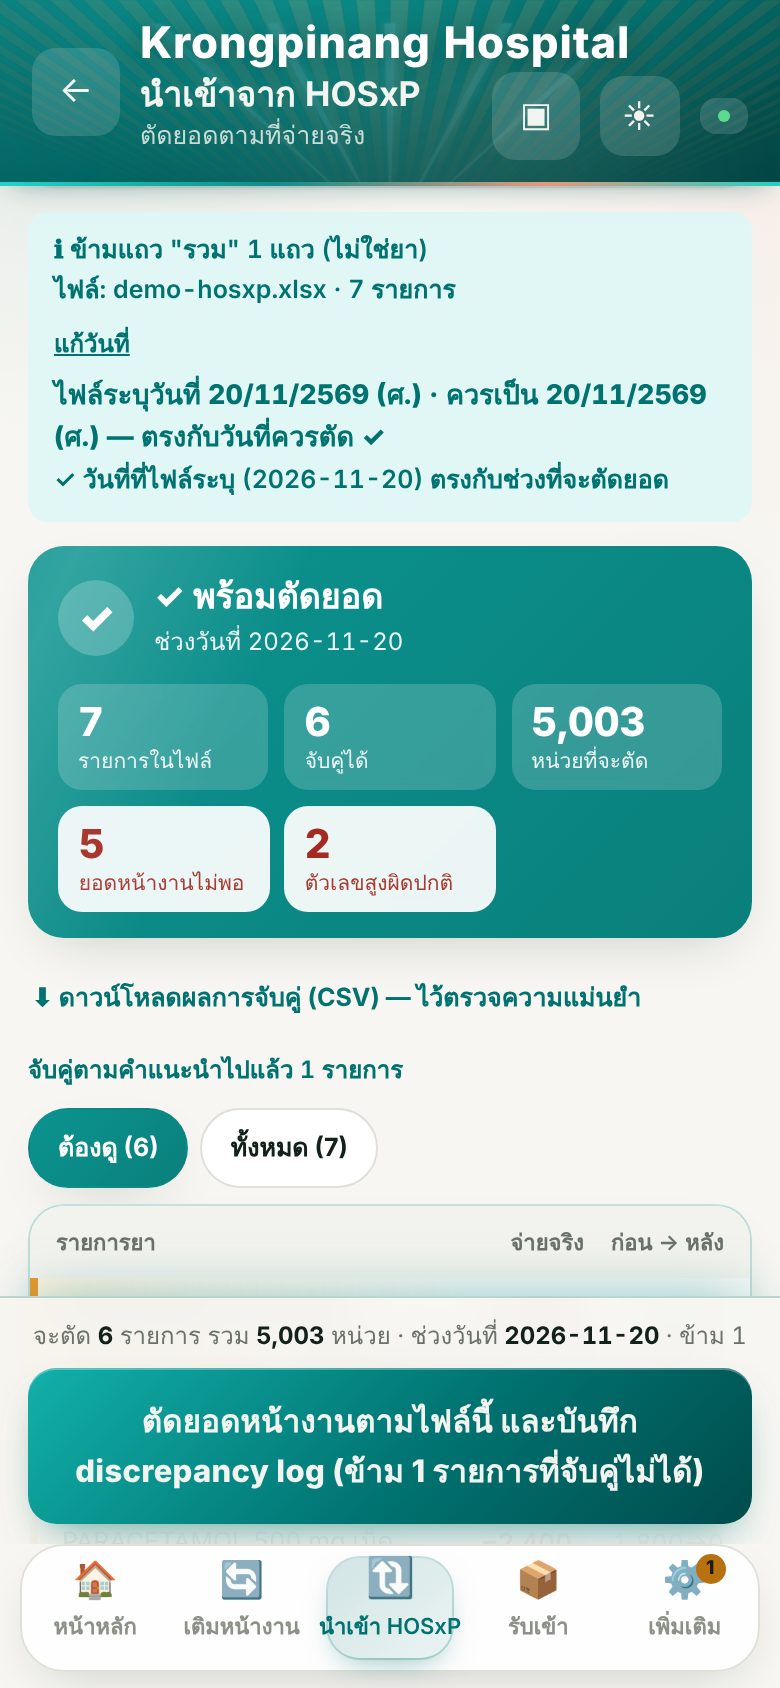 Krongpinang Hospital
←
นำเข้าจาก HOSxP
ตัดยอดตามที่จ่ายจริง
ℹ ข้ามแถว "รวม" 1 แถว (ไม่ใช่ยา)
ไฟล์: demo-hosxp.xlsx · 7 รายการ
แก้วันที่
ไฟล์ระบุวันที่ 20/11/2569 (ศ.) · ควรเป็น 20/11/2569
(ศ.) — ตรงกับวันที่ควรตัด ✓
✓ วันที่ที่ไฟล์ระบุ (2026-11-20) ตรงกับช่วงที่จะตัดยอด
✓ พร้อมตัดยอด
ช่วงวันที่ 2026-11-20
7
รายการในไฟล์
6
จับคู่ได้
5,003
หน่วยที่จะตัด
5
ยอดหน้างานไม่พอ
2
ตัวเลขสูงผิดปกติ
⬇ ดาวน์โหลดผลการจับคู่ (CSV) — ไว้ตรวจความแม่นยำ
จับคู่ตามคำแนะนำไปแล้ว 1 รายการ
ต้องดู (6) ทั้งหมด (7)
รายการยา จ่ายจริง ก่อน → หลัง
จะตัด 6 รายการ รวม 5,003 หน่วย · ช่วงวันที่ 2026-11-20 · ข้าม 1
ตัดยอดหน้างานตามไฟล์นี้ และบันทึก
discrepancy log (ข้าม 1 รายการที่จับคู่ไม่ได้)
PARACETAMOL 500 mg เม็ด −2,400
1
หน้าหลัก เติมหน้างาน นำเข้า HOSxP รับเข้า เพิ่มเติม